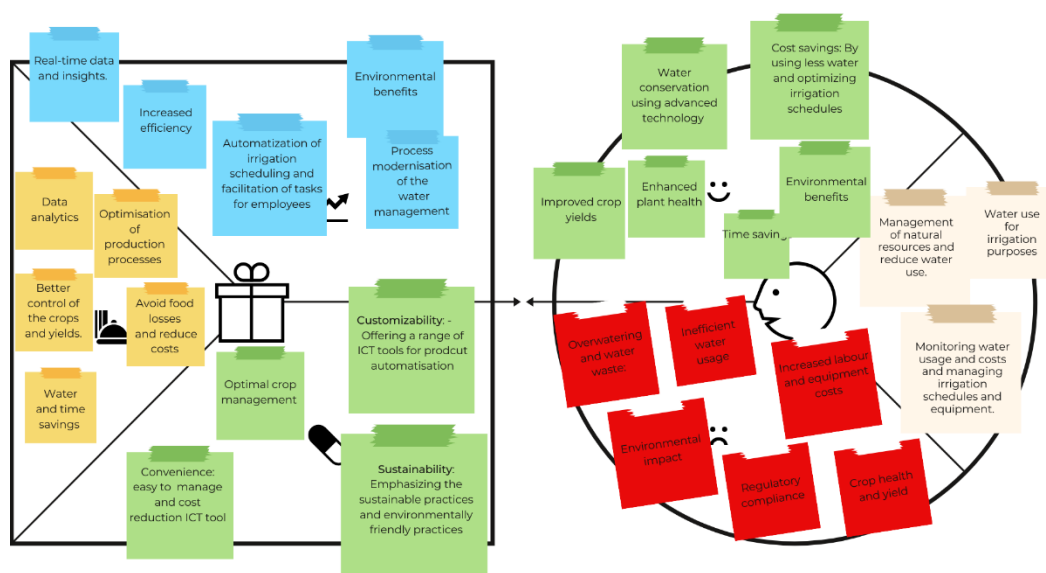 Real-time data
and insights.
Increased
efficiency
Automatization of
irrigation
scheduling and
facilitation of tasks
for employees
Environmental
benefits
Process
modernisation
of the
water
management
Data
analytics
Optimisation
of
production
processes
Better
control of
the crops
and yields.
Avoid food
losses
and reduce
costs
Water
and time
savings
Customizability: -
Offering a range of
ICT tools for prodcut
automatisation
Optimal crop
management
Convenience:
easy to manage
and cost
reduction ICT tool
Sustainability:
Emphasizing the
sustainable practices
and environmentally
friendly practices
Water
conservation
using advanced
technology
Cost savings: By
using less water
and optimizing
irrigation
schedules
Improved crop
yields
Enhanced
plant health
Environmental
benefits
Time saving
Management
of natural
resources and
reduce water
use.
Water use
for
irrigation
purposes
Monitoring water
usage and costs
and managing
irrigation
schedules and
equipment.
Overwatering
and water
waste:
Inefficient
water
usage
Increased labour
and equipment
costs
Environmental
impact
Regulatory
compliance
Crop health
and yield